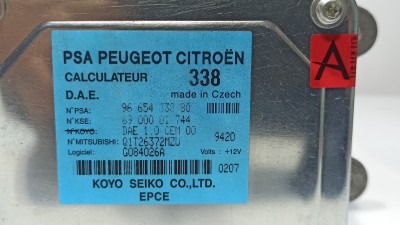 PSA PEUGEOT CITROËN
CALCULATEUR 338
D.A.E. made in Czech
N°PSA: 96 654 332 80
N°KSE: 69 000 01 744
N°KOYO: DAE 1.0 CEM 00
N°MITSUBISHI: Q1T26372MZU 9420
Logiciel: G084026A Volts : +12V
0207
KOYO SEIKO CO.,LTD.
EPCE
A